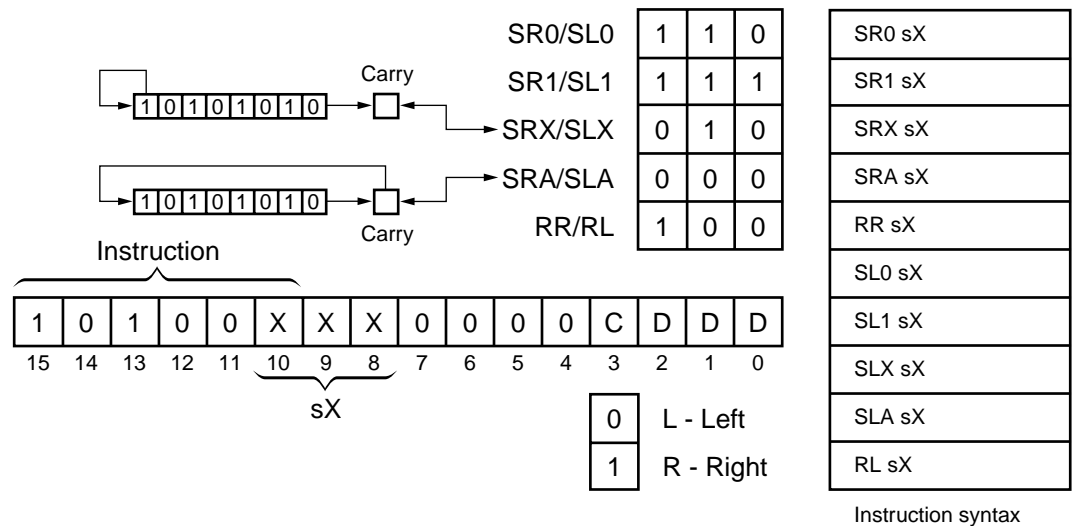 SR0/SL0 1 1 0
SR1/SL1 1 1 1
SRX/SLX 0 1 0
SRA/SLA 0 0 0
RR/RL 1 0 0
Carry
1 0 1 0 1 0 1 0
1 0 1 0 1 0 1 0
Carry
Instruction
1 0 1 0 0 X X X 0 0 0 0 C D D D
15 14 13 12 11 10 9 8 7 6 5 4 3 2 1 0
sX
0 L - Left
1 R - Right
SR0 sX
SR1 sX
SRX sX
SRA sX
RR sX
SL0 sX
SL1 sX
SLX sX
SLA sX
RL sX
Instruction syntax